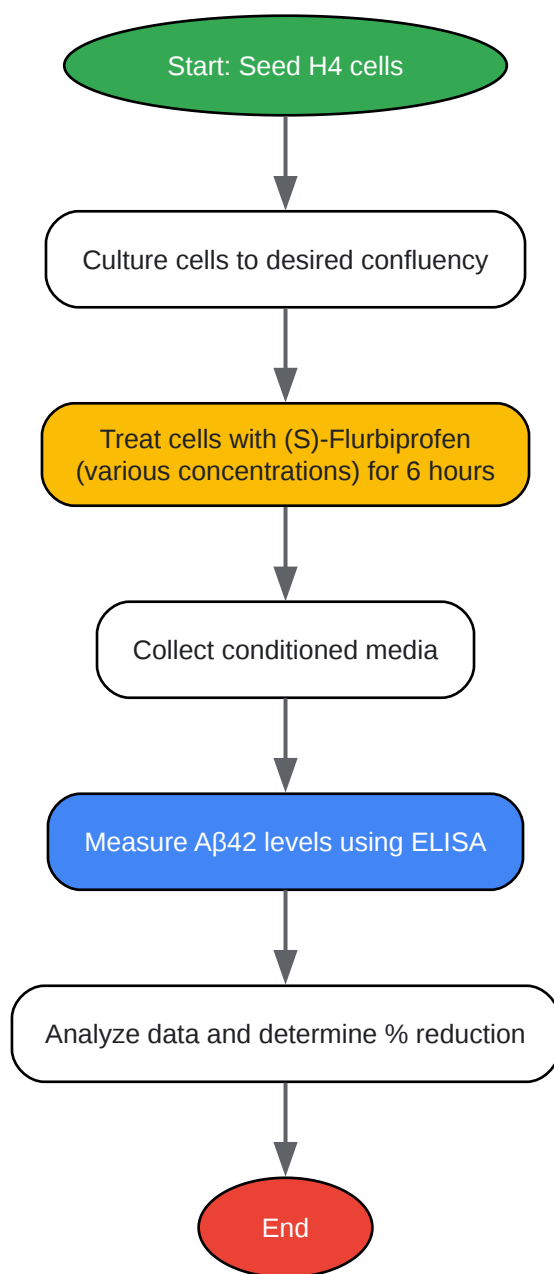 Start: Seed H4 cells
Culture cells to desired confluency
Treat cells with (S)-Flurbiprofen
(various concentrations) for 6 hours
Collect conditioned media
Measure Aβ42 levels using ELISA
Analyze data and determine % reduction
End